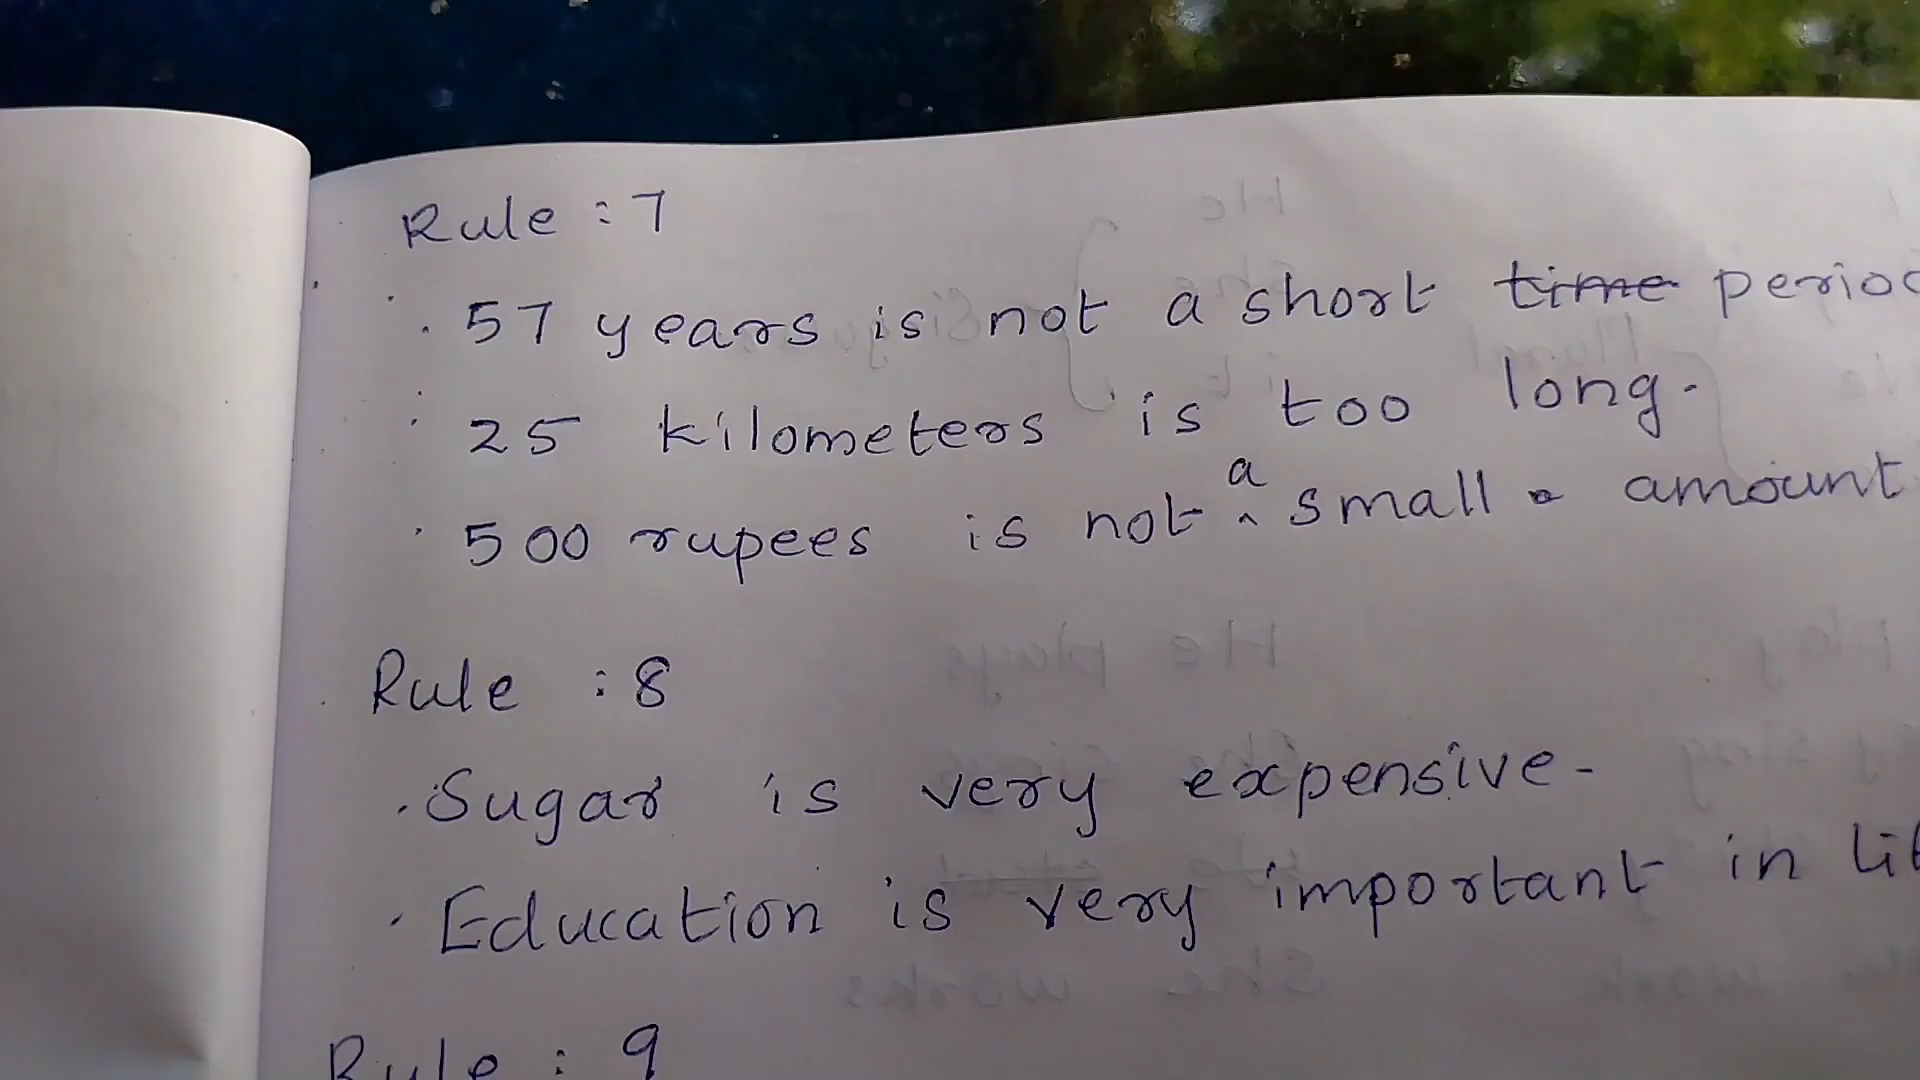 Rule : 7
. 57 years is not a short time perio
25 kilometers is too long.
. 500 rupees is not a small amount
Rule : 8
. Sugar is very expensive.
. Education is very important in
Rule : 9